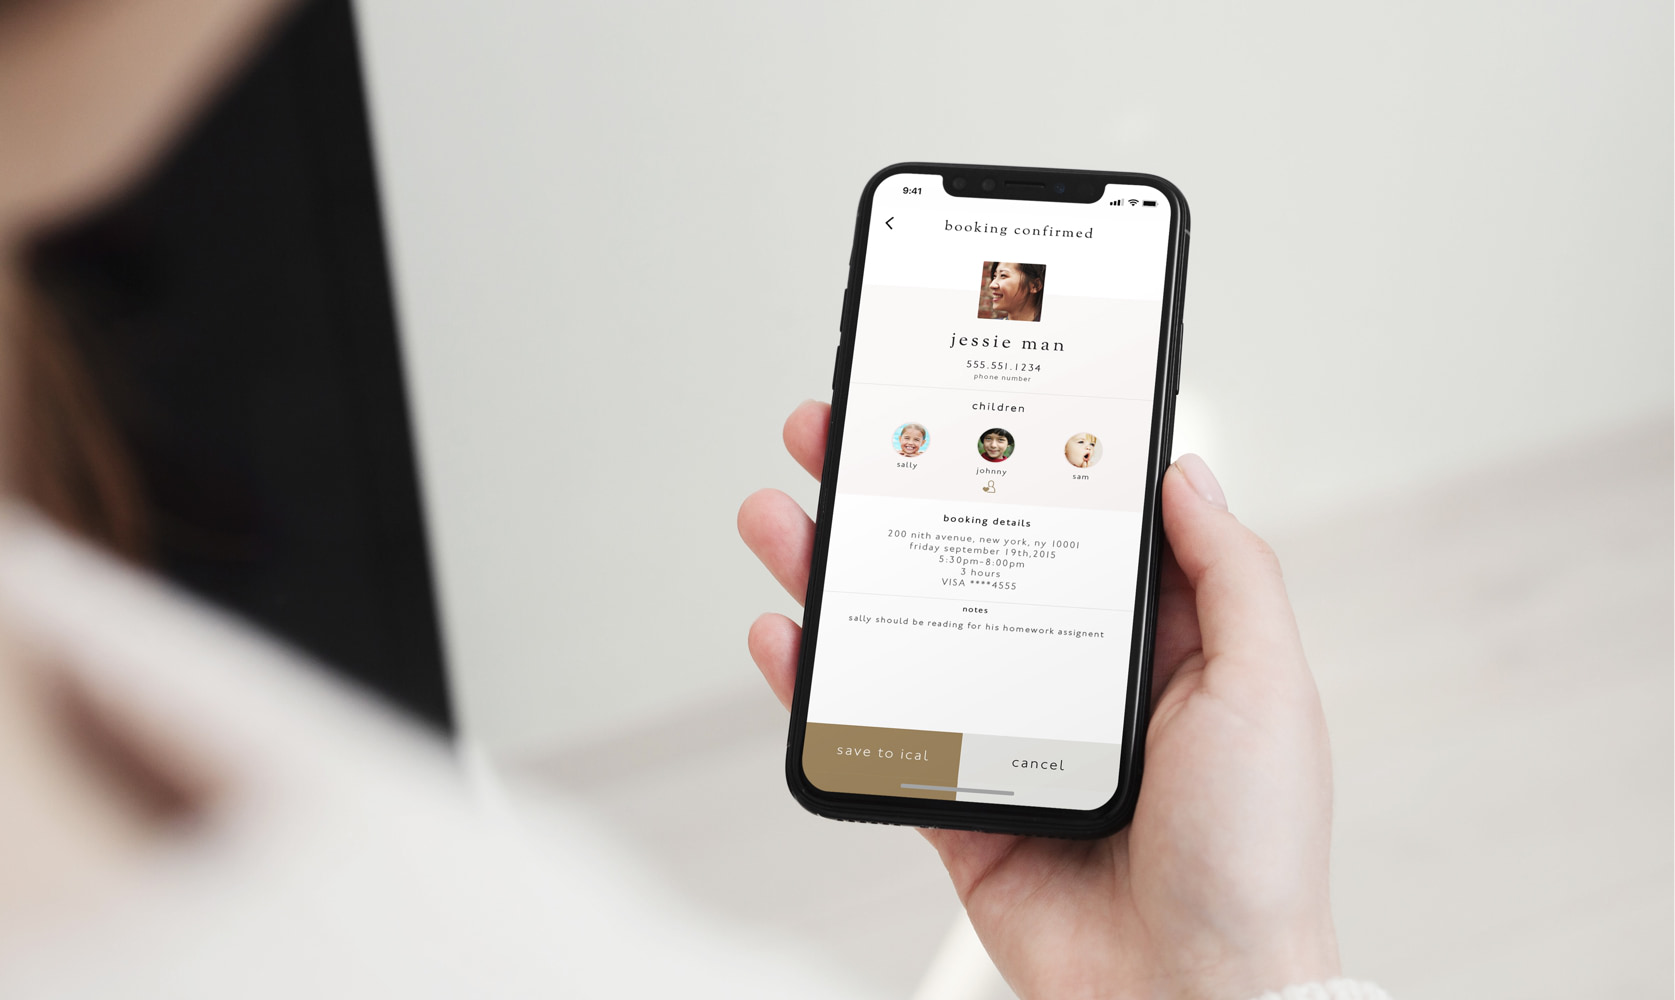 9:41
booking confirmed
jessie man
555.551.1234
phone number
children
sally
johnny
sam
booking details
200 nith avenue, new york, ny 10001
friday september 19th,2015
5:30pm-8:00pm
3 hours
VISA ****4555
notes
sally should be reading for his homework assignent
save to ical
cancel